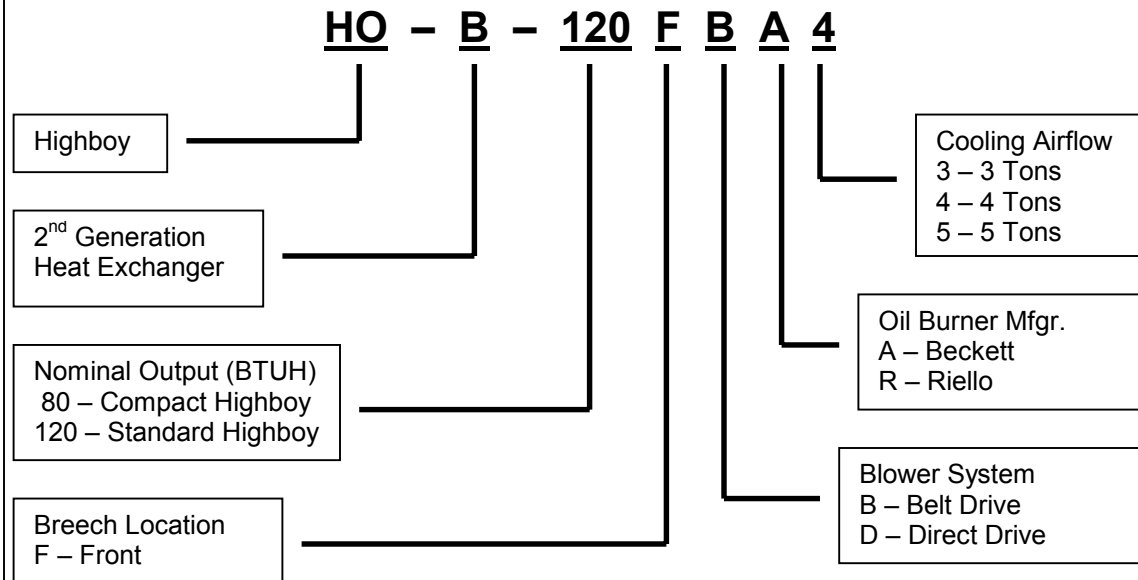 HO – B – 120 F B A 4
Highboy
2nd Generation
Heat Exchanger
Nominal Output (BTUH)
80 – Compact Highboy
120 – Standard Highboy
Breech Location
F – Front
Cooling Airflow
3 – 3 Tons
4 – 4 Tons
5 – 5 Tons
Oil Burner Mfgr.
A – Beckett
R – Riello
Blower System
B – Belt Drive
D – Direct Drive